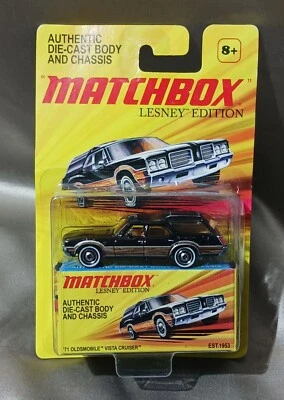 AUTHENTIC
DIE-CAST BODY
AND CHASSIS
8+
"MATCHBOX"
LESNEY EDITION
MATCHBOX
LESNEY EDITION
AUTHENTIC
DIE-CAST BODY
AND CHASSIS
'71 OLDSMOBILE VISTA CRUISER
EST.1953